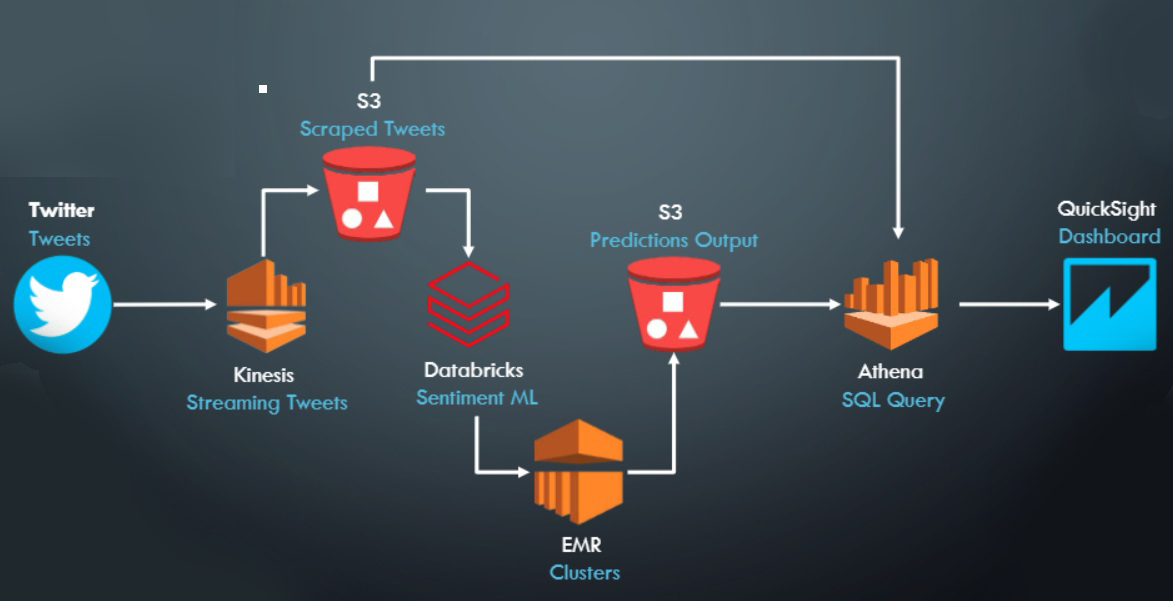 Twitter
Tweets
Kinesis
Streaming Tweets
S3
Scraped Tweets
Databricks
Sentiment ML
EMR
Clusters
S3
Predictions Output
Athena
SQL Query
QuickSight
Dashboard